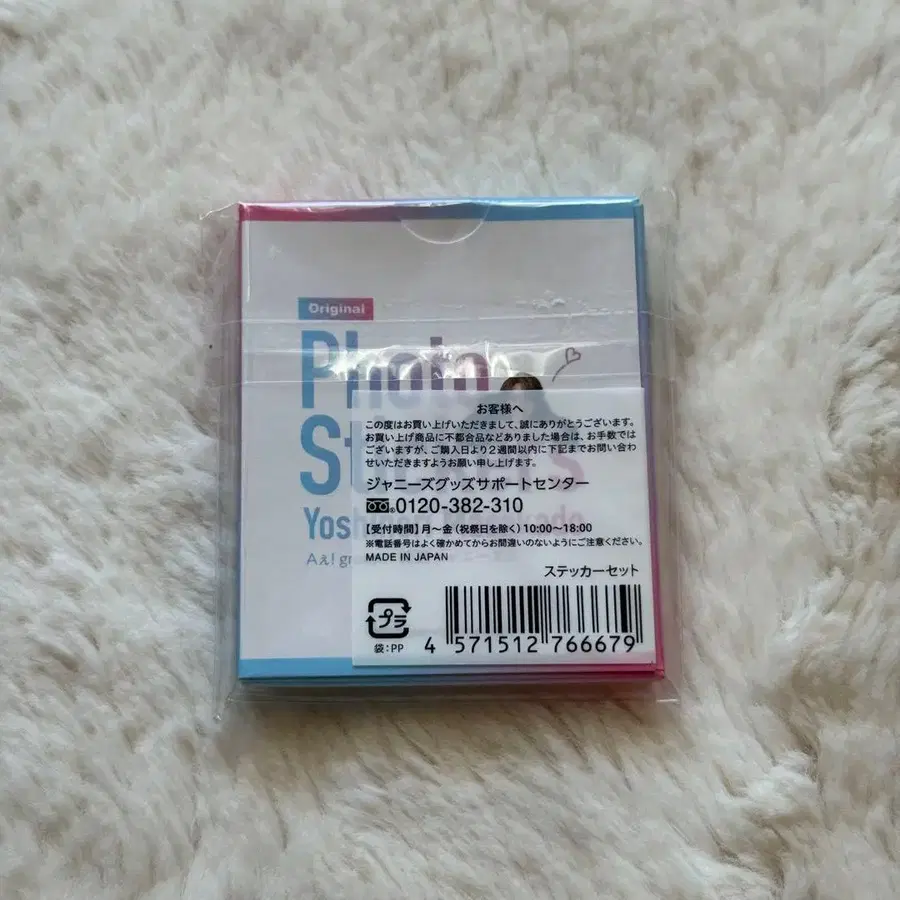 Original
Photo
お客様へ
この度はお買い上げいただきまして、誠にありがとうございます。
お買い上げ商品に不都合品などありました場合は、お手数では
ございますが、ご購入日より2週間以内に下記までお問い合わ
せいただきますようお願い申し上げます。
ジャニーズグッズサポートセンター
0120-382-310
【受付時間】月～金（祝祭日を除く）10:00～18:00
※電話番号はよく確かめてからお間違いのないようにご注意ください。
MADE IN JAPAN
ステッカーセット
プラ
袋:PP
4 571512 766679
Aぇ!